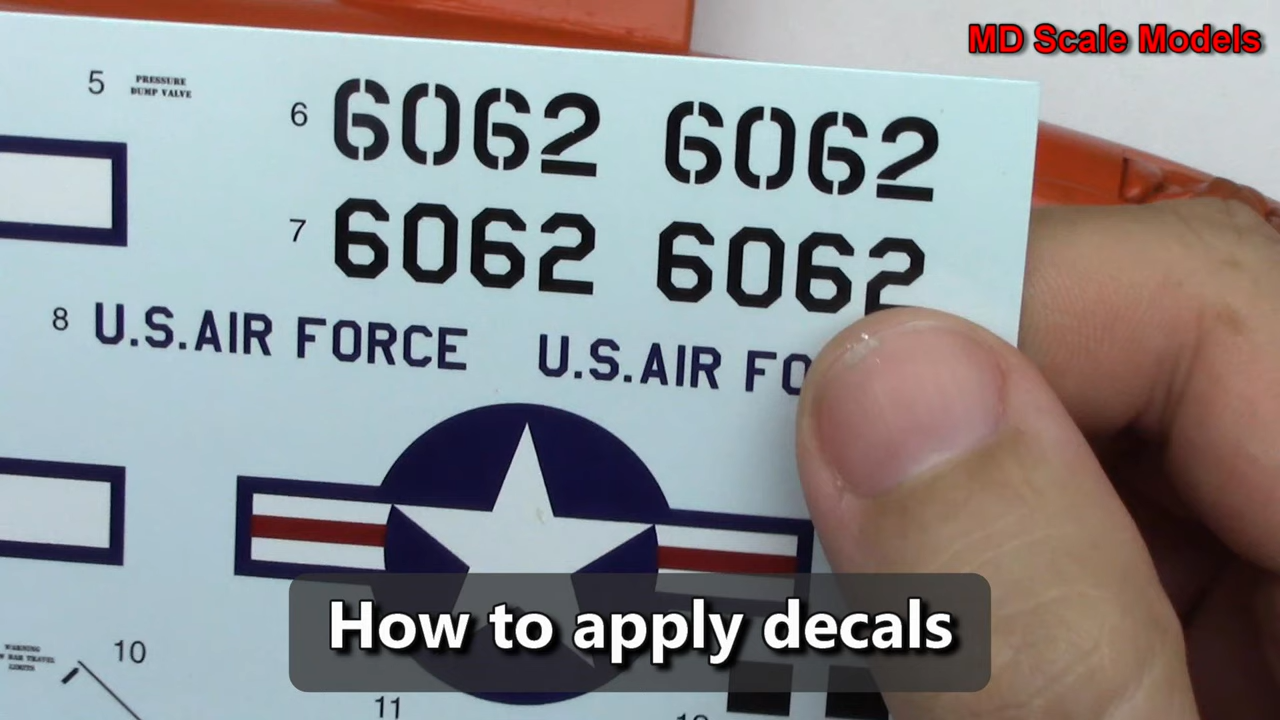 MD Scale Models
5
PRESSURE
DUMP VALVE
6
6062 6062
7
6062 6062
8
U.S.AIR FORCE U.S.AIR FO
WARNING
LIMITS
10
11
How to apply decals